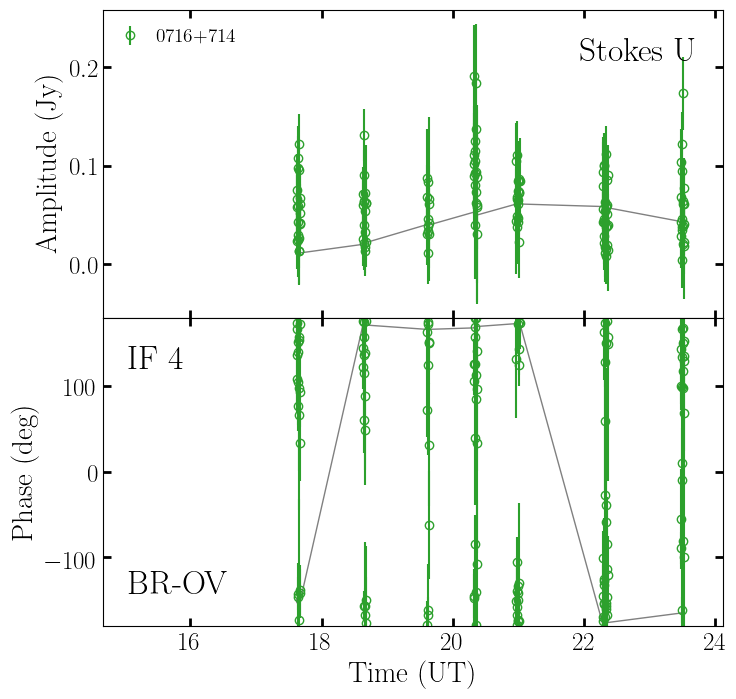 0716+714
Stokes U
0.2
0.1
0.0
Amplitude (Jy)
IF 4
100
0
−100
Phase (deg)
BR-OV
16
18
20
22
24
Time (UT)